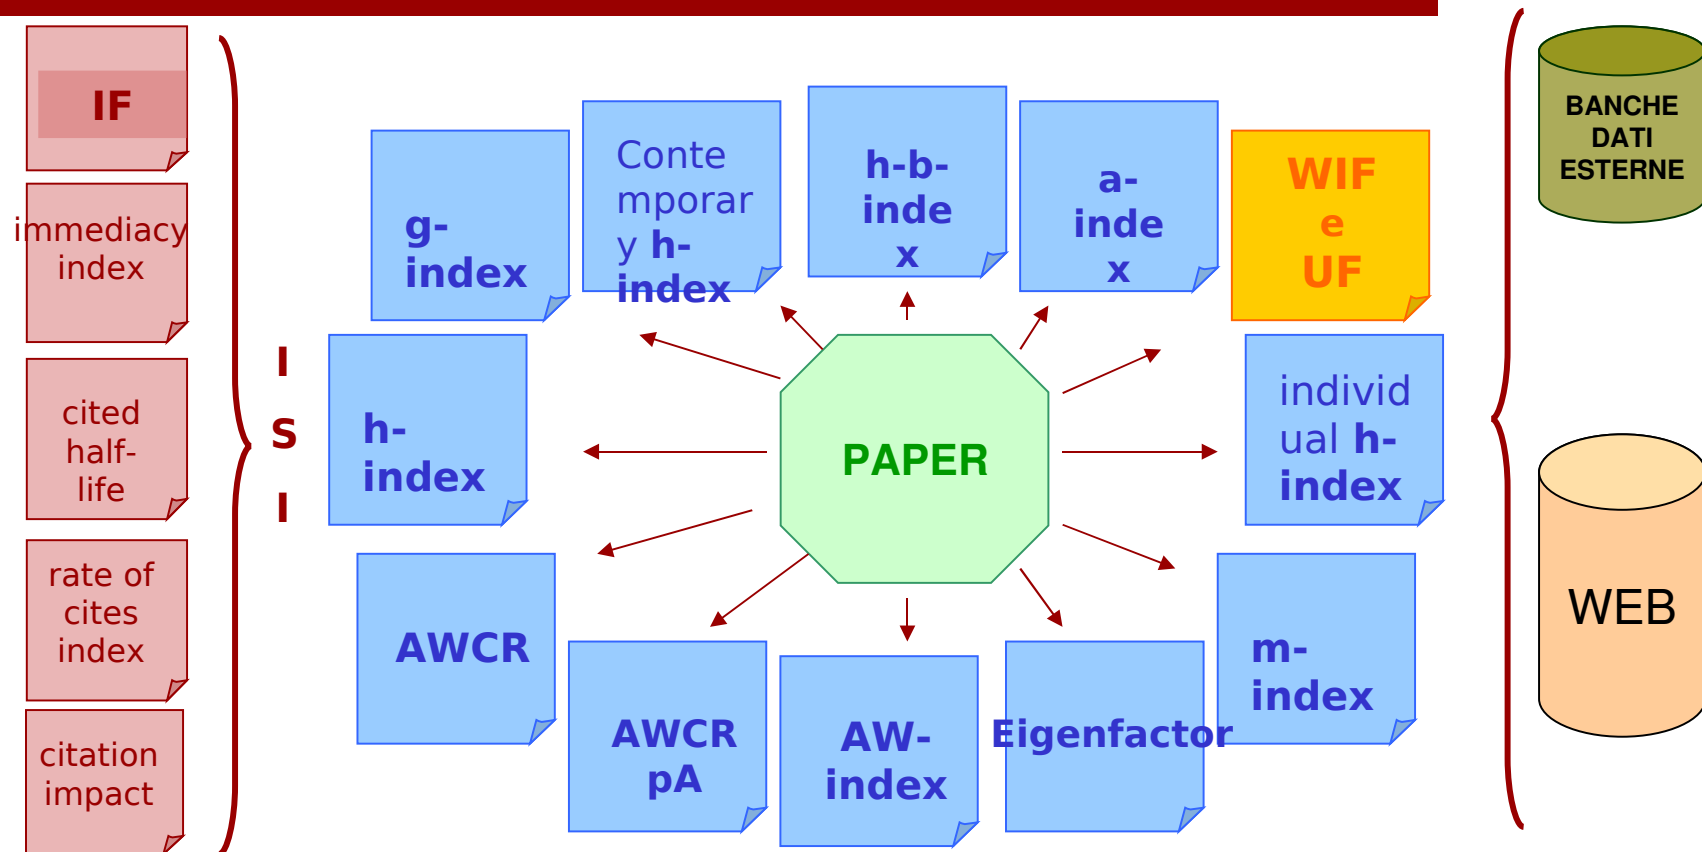 IF
immediacy
index
cited
half-
life
rate of
cites
index
citation
impact
I
S
I
g-
index
Conte
mporar
y h-
index
h-b-
inde
x
a-
inde
x
WIF
e
UF
h-
index
PAPER
individ
ual h-
index
AWCR
AWCR
pA
AW-
index
Eigenfactor
m-
index
BANCHE
DATI
ESTERNE
WEB